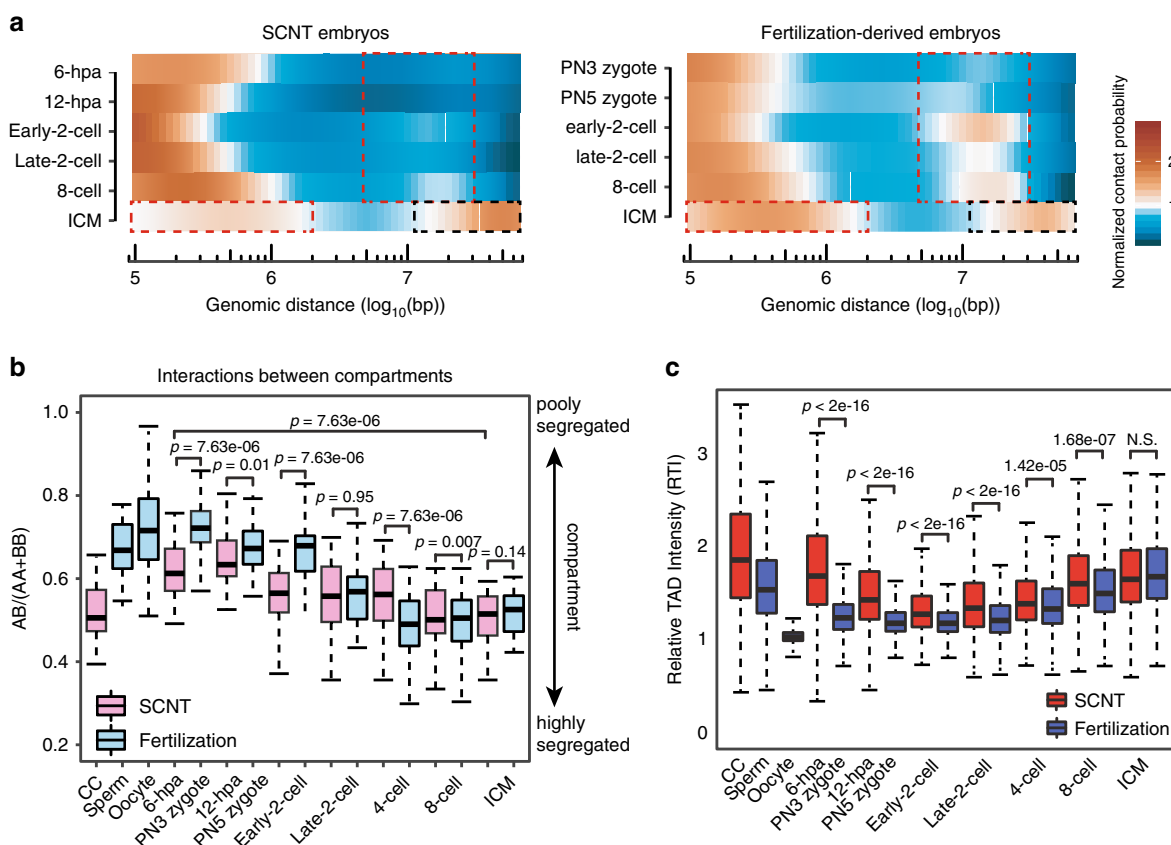 a
SCNT embryos
6-hpa
12-hpa
Early-2-cell
Late-2-cell
8-cell
ICM
5 6 7
Genomic distance (log10(bp))
Fertilization-derived embryos
PN3 zygote
PN5 zygote
early-2-cell
late-2-cell
8-cell
ICM
5 6 7
Genomic distance (log10(bp))
Normalized contact probability
2
b
Interactions between compartments
AB/(AA+BB)
1.0
0.8
0.6
0.4
0.2
p = 7.63e-06
p = 7.63e-06
p = 0.01
p = 7.63e-06
p = 0.95
p = 7.63e-06
p = 0.007
p = 0.14
SCNT
Fertilization
CC
Sperm
Oocyte
6-hpa
PN3 zygote
12-hpa
PN5 zygote
Early-2-cell
Late-2-cell
4-cell
8-cell
ICM
pooly
segregated
compartment
highly
segregated
c
Relative TAD Intensity (RTI)
3
2
1
0
p < 2e-16
p < 2e-16
p < 2e-16
p < 2e-16
1.42e-05
1.68e-07
N.S.
SCNT
Fertilization
CC
Sperm
Oocyte
6-hpa
PN3 zygote
12-hpa
PN5 zygote
Early-2-cell
Late-2-cell
4-cell
8-cell
ICM